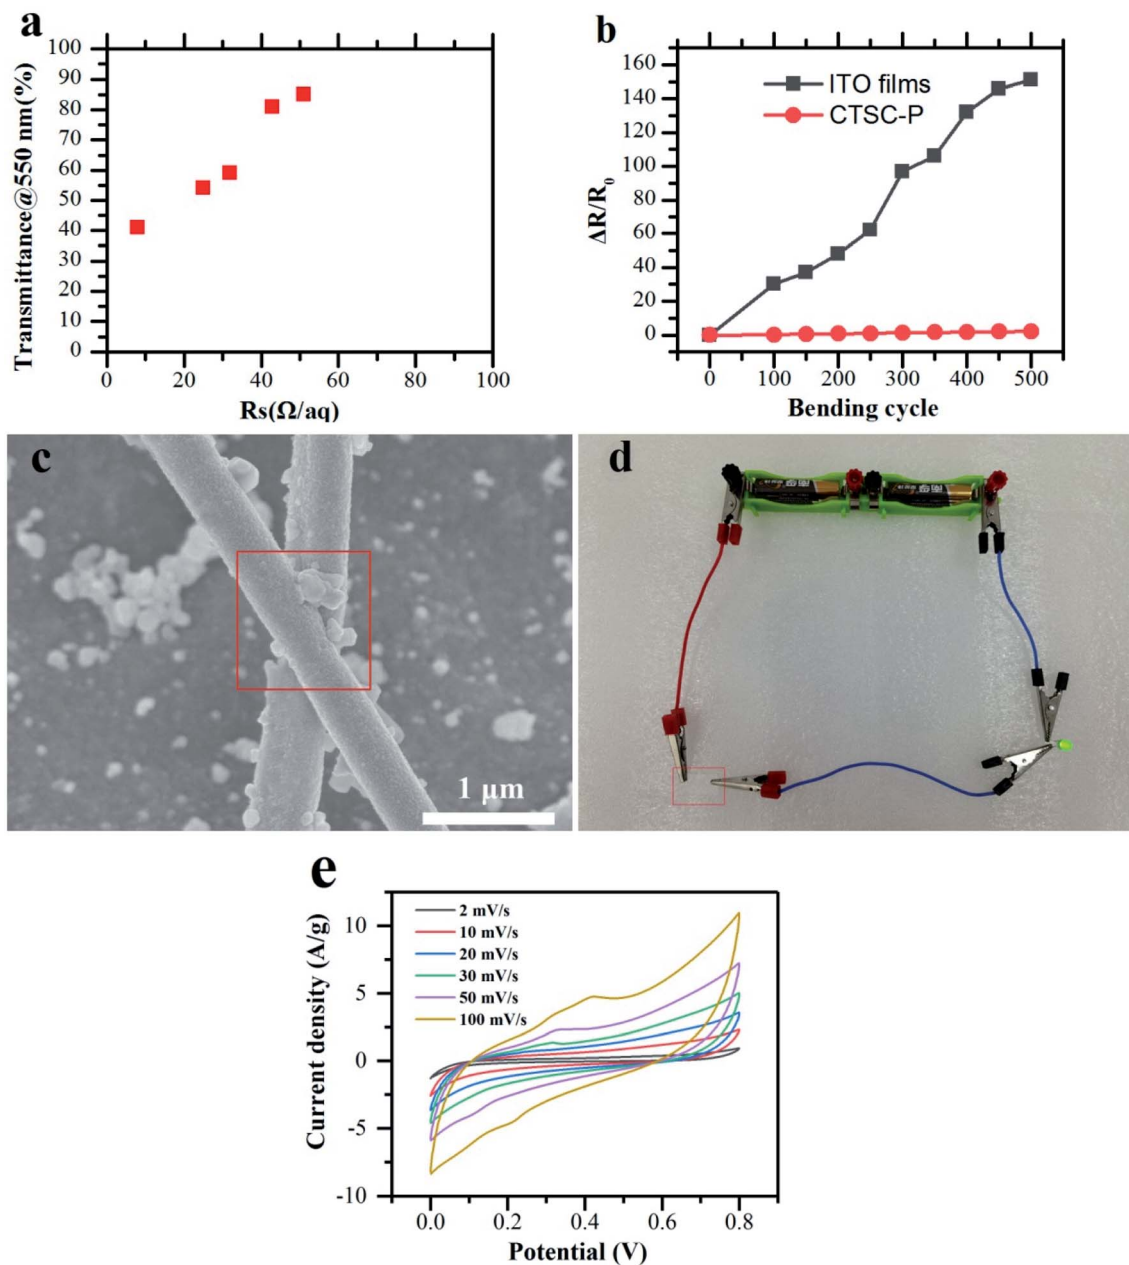 a
100
90
80
70
60
50
40
30
20
10
0
Transmittance@550 nm(%)
0 20 40 60 80 100
Rs(Ω/aq)
b
160
140
120
100
80
60
40
20
0
ΔR/R₀
ITO films
CTSC-P
0 100 200 300 400 500
Bending cycle
c
1 μm
d
e
10
5
0
-5
-10
Current density (A/g)
2 mV/s
10 mV/s
20 mV/s
30 mV/s
50 mV/s
100 mV/s
0.0 0.2 0.4 0.6 0.8
Potential (V)